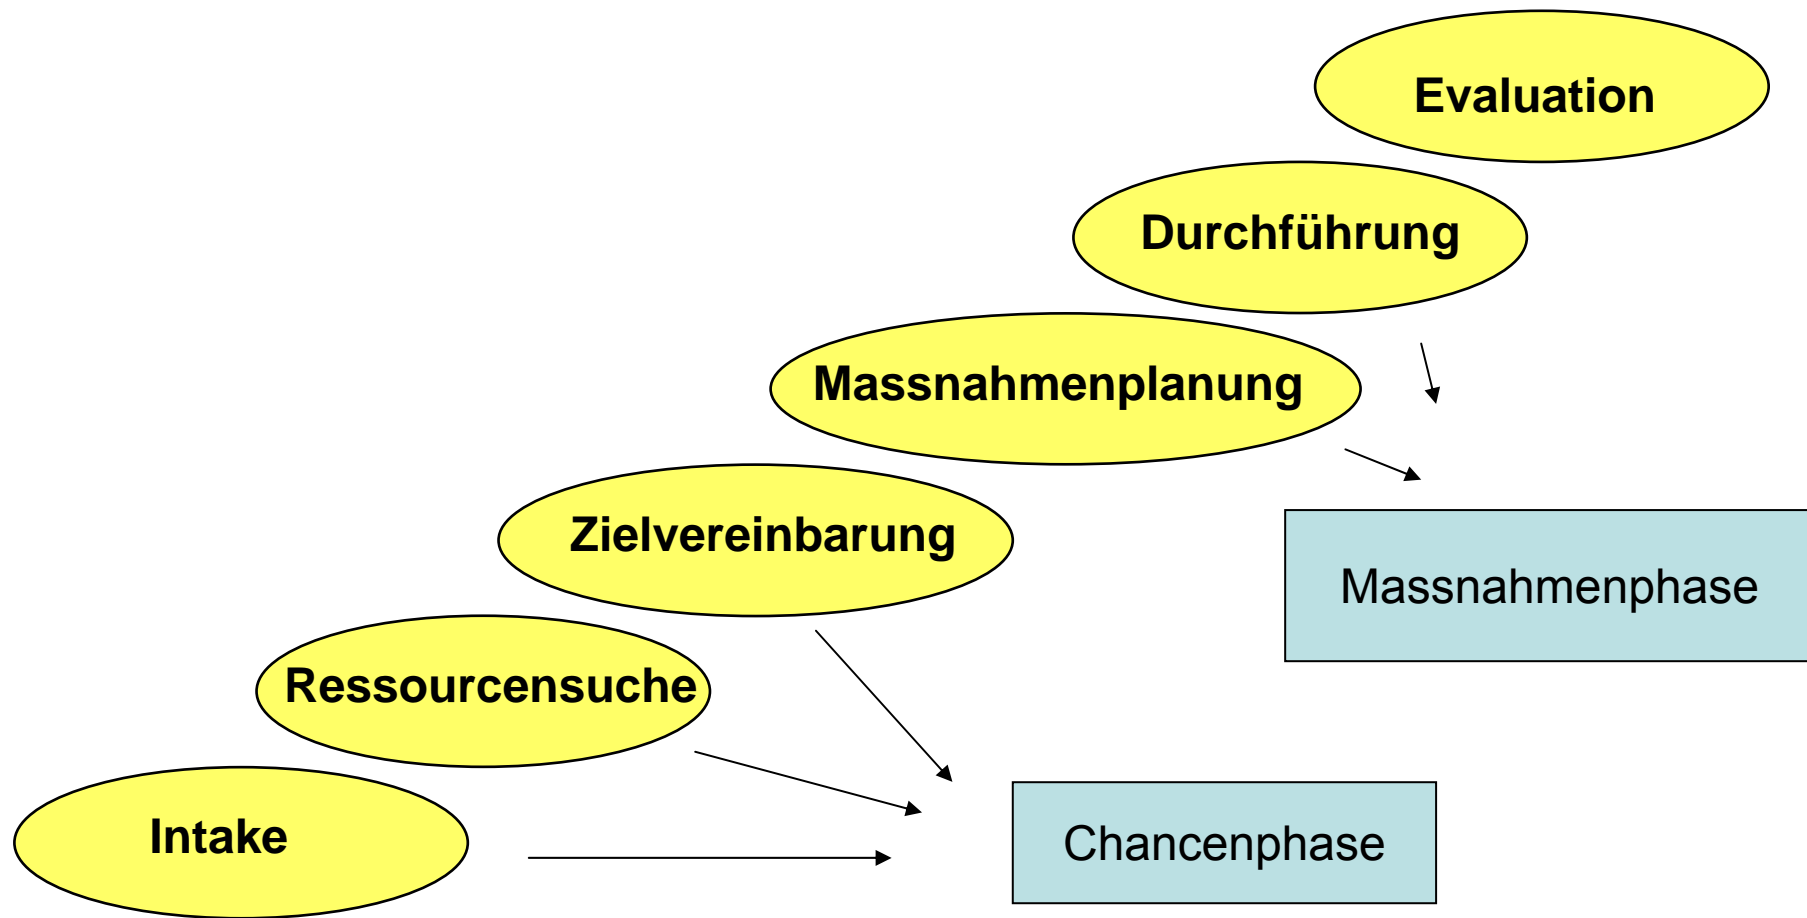 Evaluation
Durchführung
Massnahmenplanung
Zielvereinbarung
Massnahmenphase
Ressourcensuche
Intake
Chancenphase